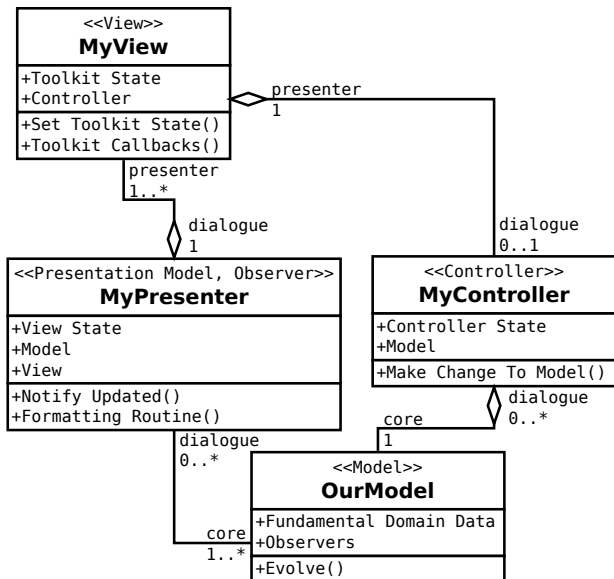 <<View>>
MyView
+Toolkit State
+Controller
+Set Toolkit State()
+Toolkit Callbacks()
presenter
1
presenter
1..*
dialogue
1
dialogue
0..1
<<Presentation Model, Observer>>
MyPresenter
+View State
+Model
+View
+Notify Updated()
+Formatting Routine()
<<Controller>>
MyController
+Controller State
+Model
+Make Change To Model()
dialogue
0..*
core
1
dialogue
0..*
core
1..*
<<Model>>
OurModel
+Fundamental Domain Data
+Observers
+Evolve()